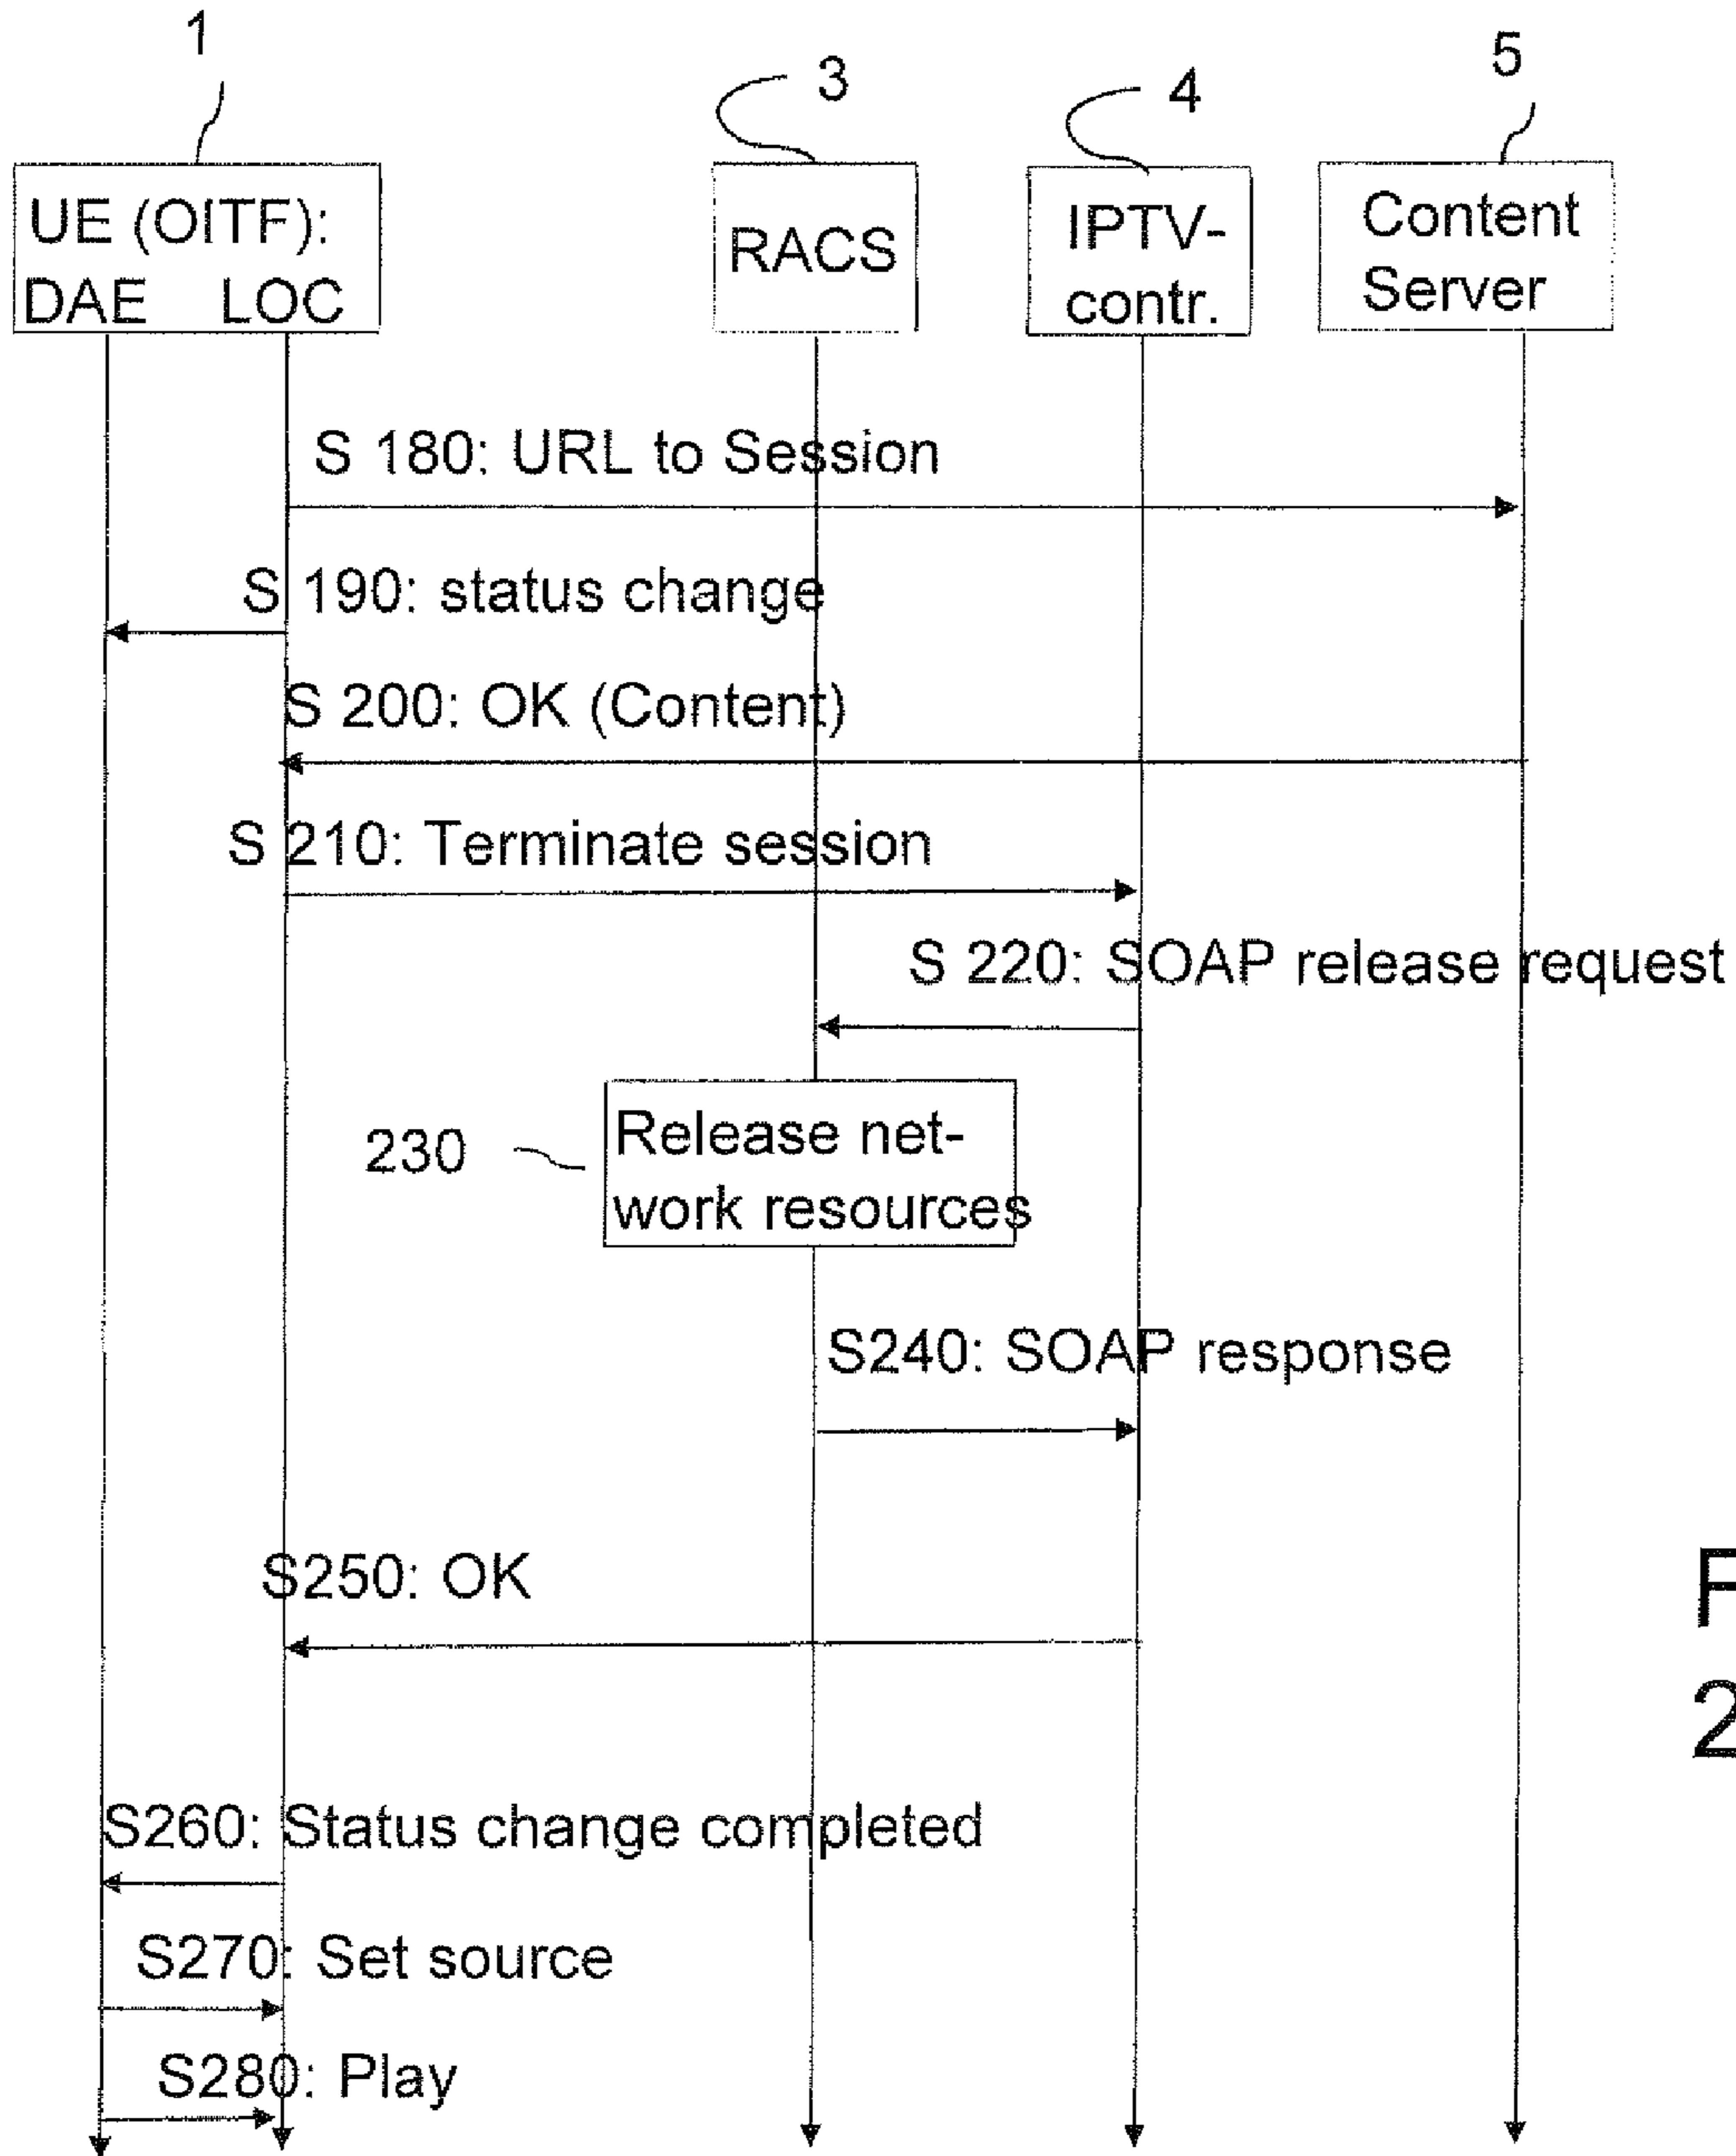 1
3
4
5
UE (OITF):
DAE LOC
RACS
IPTV-
contr.
Content
Server
S 180: URL to Session
S 190: status change
S 200: OK (Content)
S 210: Terminate session
S 220: SOAP release request
230
Release net-
work resources
S240: SOAP response
S250: OK
F
2
S260: Status change completed
S270: Set source
S280: Play